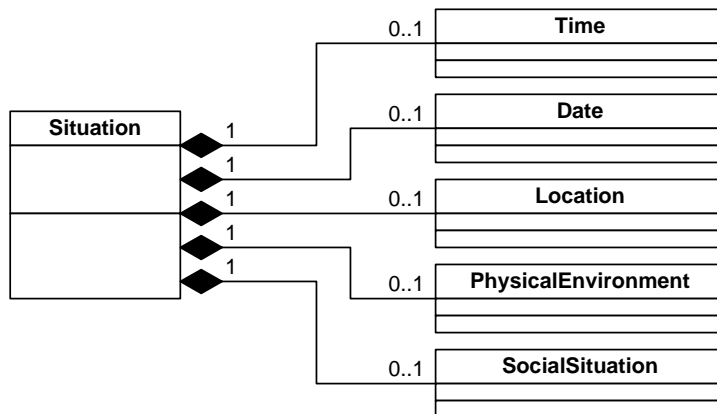 0..1 Time
Situation
1
0..1 Date
1
0..1 Location
1
0..1 PhysicalEnvironment
1
0..1 SocialSituation
1